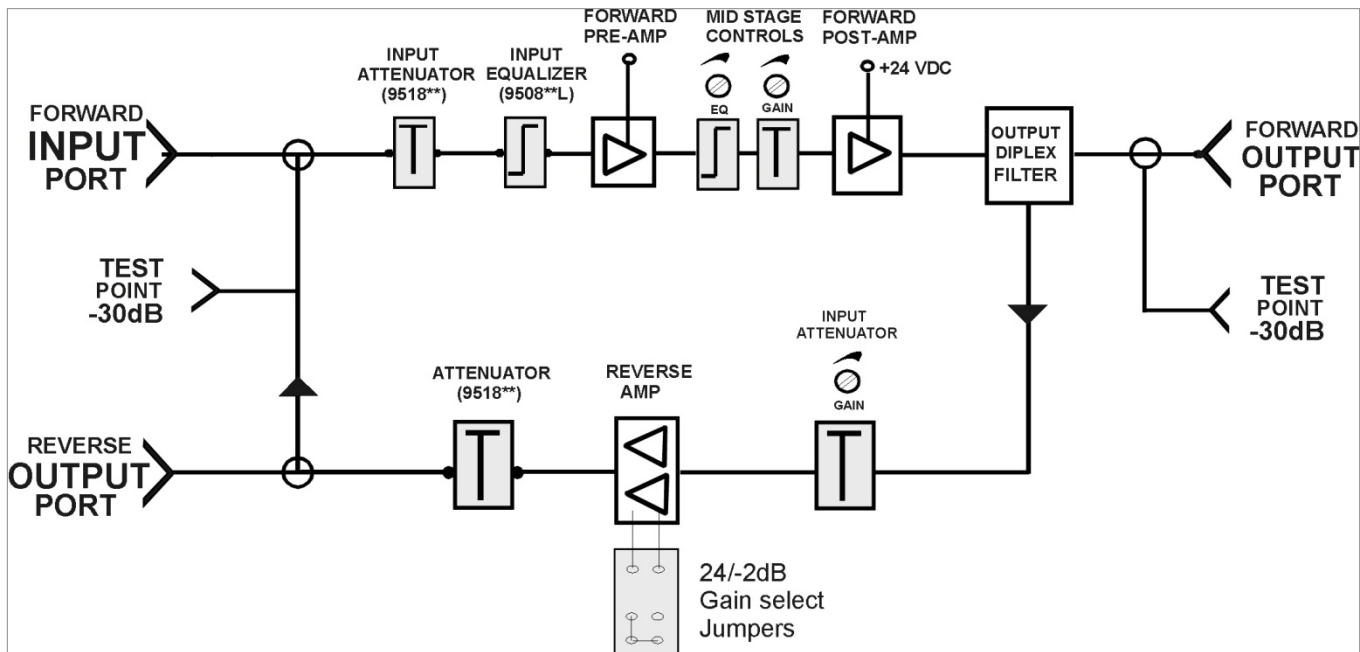 FORWARD
INPUT
PORT
INPUT
ATTENUATOR
(9518**)
INPUT
EQUALIZER
(9508**L)
FORWARD
PRE-AMP
MID STAGE
CONTROLS
EQ
GAIN
FORWARD
POST-AMP
+24 VDC
OUTPUT
DIPLEX
FILTER
FORWARD
OUTPUT
PORT
TEST
POINT
-30dB
TEST
POINT
-30dB
INPUT
ATTENUATOR
GAIN
ATTENUATOR
(9518**)
REVERSE
AMP
REVERSE
OUTPUT
PORT
24/-2dB
Gain select
Jumpers